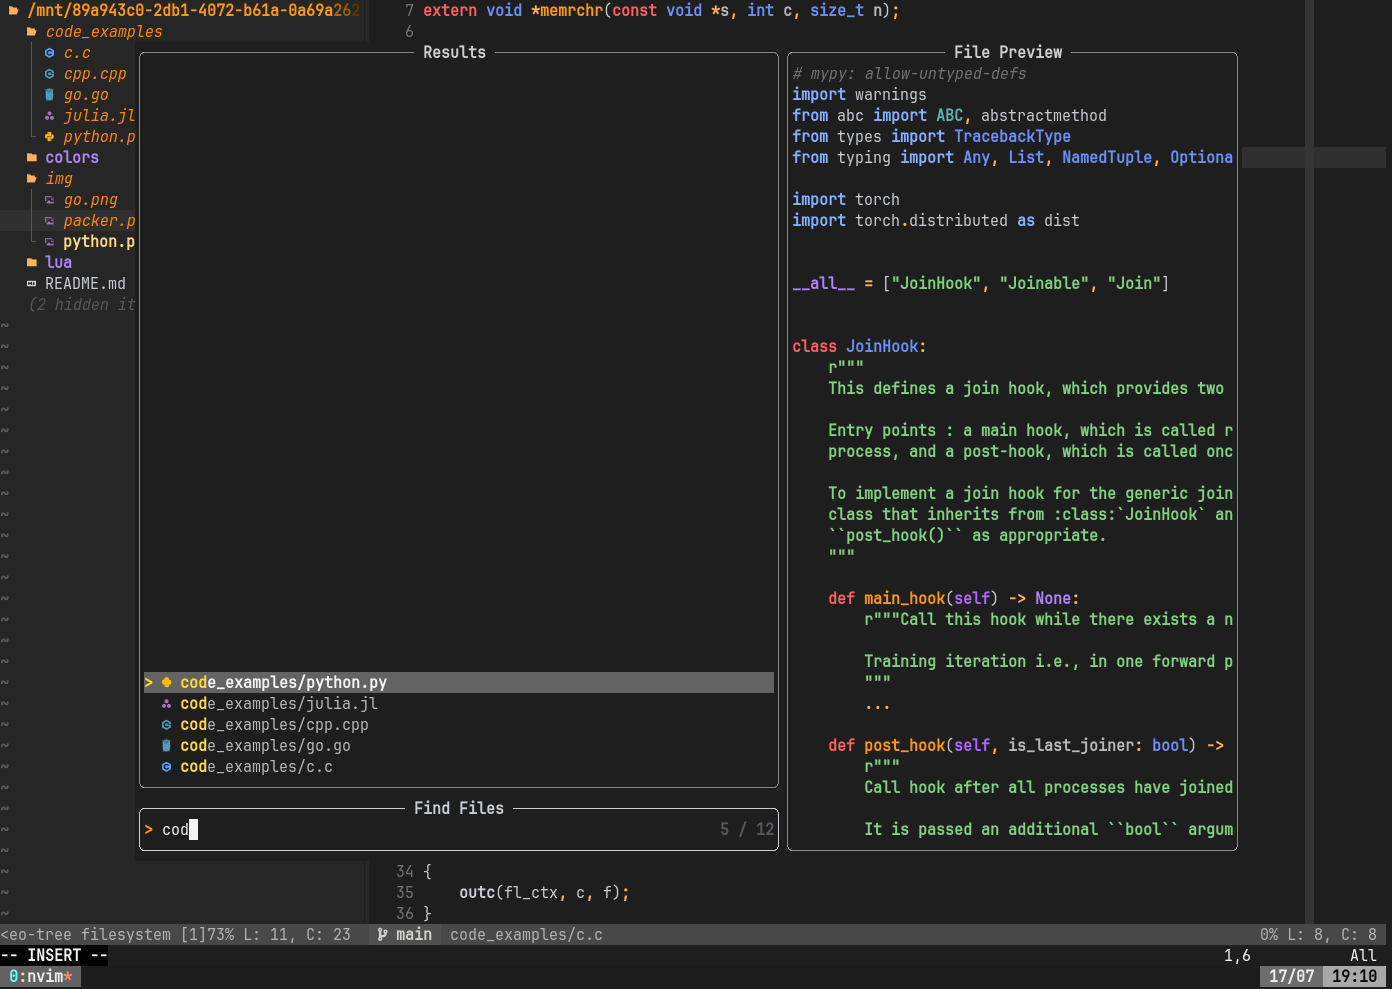 /mnt/89a943c0-2db1-4072-b61a-0a69a262
code_examples
c.c
cpp.cpp
go.go
julia.jl
python.p
colors
img
go.png
packer.p
python.p
lua
README.md
(2 hidden it
7 extern void *memrchr(const void *s, int c, size_t n);
6
Results
> code_examples/python.py
code_examples/julia.jl
code_examples/cpp.cpp
code_examples/go.go
code_examples/c.c
Find Files
> cod 5 / 12
File Preview
# mypy: allow-untyped-defs
import warnings
from abc import ABC, abstractmethod
from types import TracebackType
from typing import Any, List, NamedTuple, Optiona
import torch
import torch.distributed as dist
__all__ = ["JoinHook", "Joinable", "Join"]
class JoinHook:
r"""
This defines a join hook, which provides two
Entry points : a main hook, which is called r
process, and a post-hook, which is called onc
To implement a join hook for the generic join
class that inherits from :class:`JoinHook` an
``post_hook()`` as appropriate.
"""
def main_hook(self) -> None:
r"""Call this hook while there exists a n
Training iteration i.e., in one forward p
"""
...
def post_hook(self, is_last_joiner: bool) ->
r"""
Call hook after all processes have joined
It is passed an additional ``bool`` argum
34 {
35 outc(fl_ctx, c, f);
36 }
<eo-tree filesystem [1]73% L: 11, C: 23 main code_examples/c.c 0% L: 8, C: 8
-- INSERT -- 1,6 All
0:nvim* 17/07 19:10